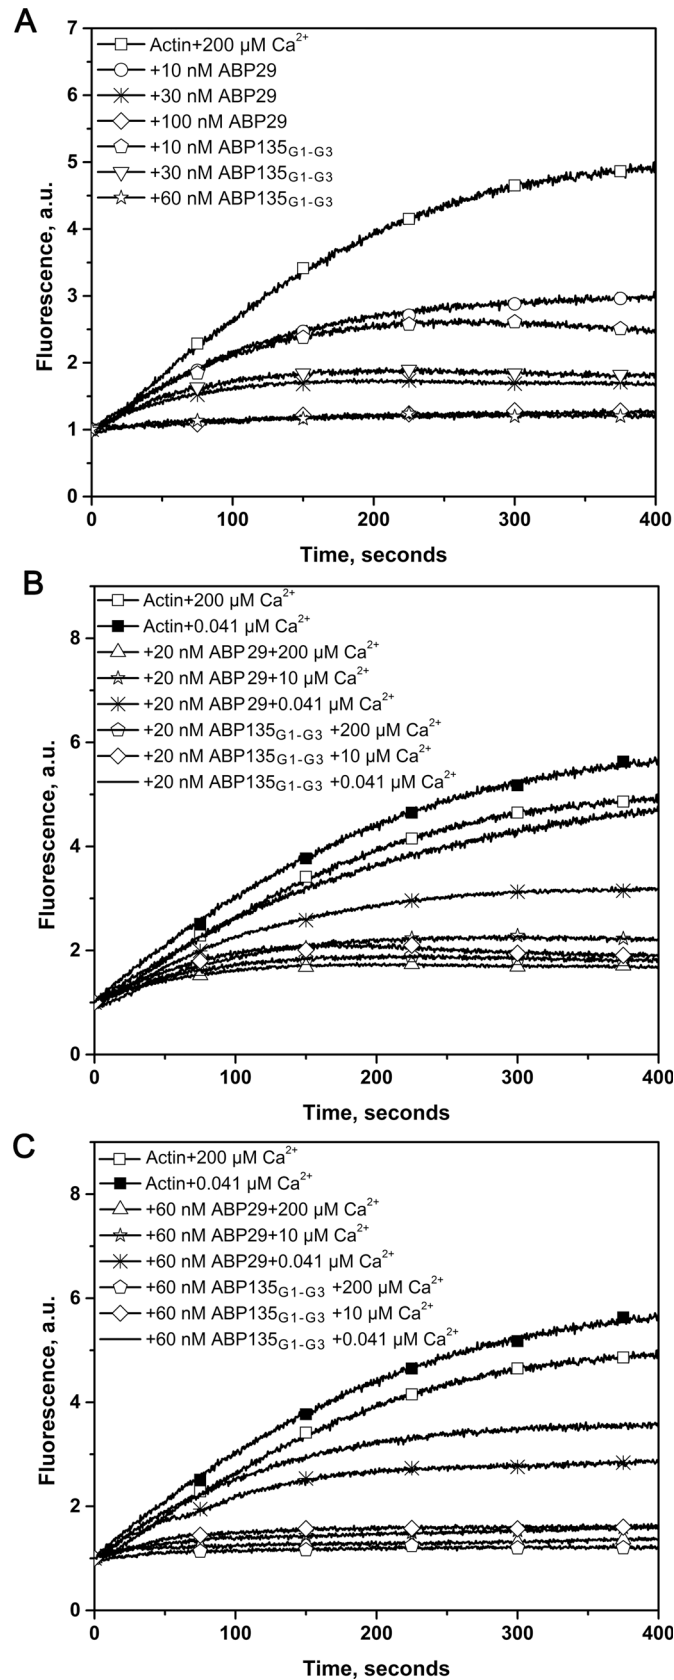 A
7
Actin+200 µM Ca2+
+10 nM ABP29
6
+30 nM ABP29
+100 nM ABP29
5
+10 nM ABP135G1-G3
+30 nM ABP135G1-G3
+60 nM ABP135G1-G3
4
3
2
1
0
Fluorescence, a.u.
0 100 200 300 400
Time, seconds
B
Actin+200 µM Ca2+
Actin+0.041 µM Ca2+
8
+20 nM ABP29+200 µM Ca2+
+20 nM ABP29+10 µM Ca2+
+20 nM ABP29+0.041 µM Ca2+
+20 nM ABP135G1-G3 +200 µM Ca2+
+20 nM ABP135G1-G3 +10 µM Ca2+
+20 nM ABP135G1-G3 +0.041 µM Ca2+
6
4
2
0
Fluorescence, a.u.
0 100 200 300 400
Time, seconds
C
Actin+200 µM Ca2+
Actin+0.041 µM Ca2+
8
+60 nM ABP29+200 µM Ca2+
+60 nM ABP29+10 µM Ca2+
+60 nM ABP29+0.041 µM Ca2+
+60 nM ABP135G1-G3 +200 µM Ca2+
+60 nM ABP135G1-G3 +10 µM Ca2+
+60 nM ABP135G1-G3 +0.041 µM Ca2+
6
4
2
0
Fluorescence, a.u.
0 100 200 300 400
Time, seconds